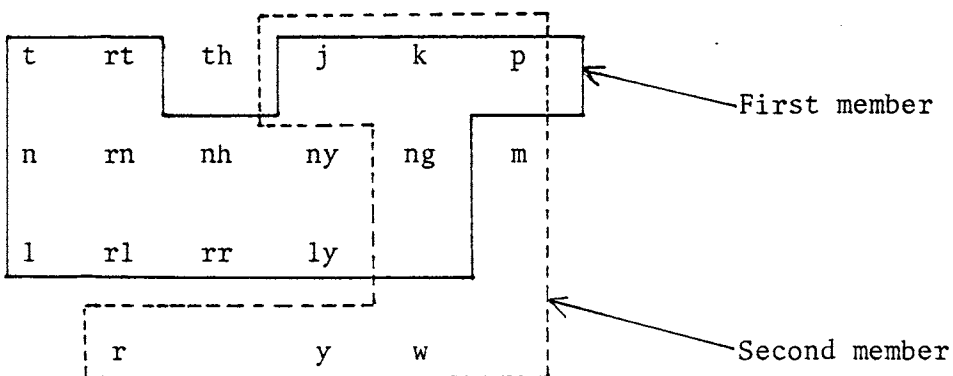 t rt th j k p
First member
n rn nh ny ng m
l rl rr ly
r y w
Second member